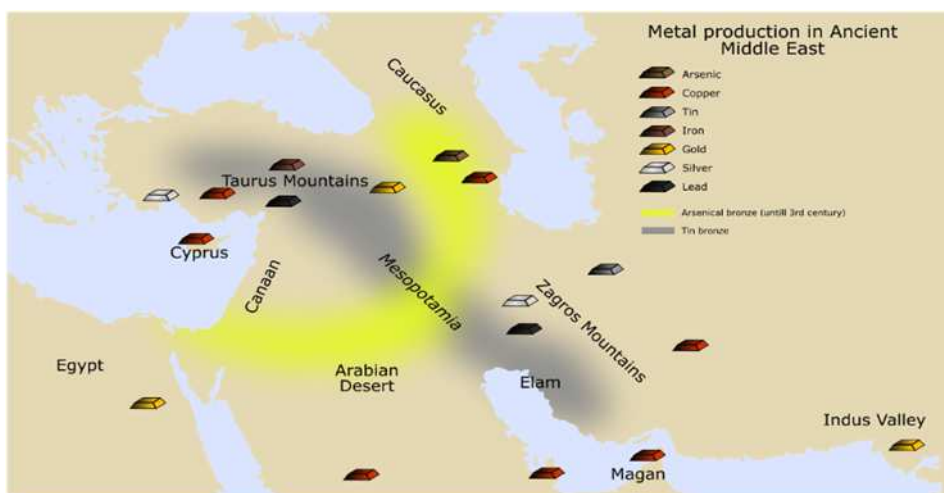 Metal production in Ancient
Middle East
Arsenic
Copper
Tin
Iron
Gold
Silver
Lead
Arsenical bronze (untill 3rd century)
Tin bronze
Caucasus
Taurus Mountains
Cyprus
Canaan
Mesopotamia
Zagros Mountains
Egypt
Arabian
Desert
Elam
Indus Valley
Magan